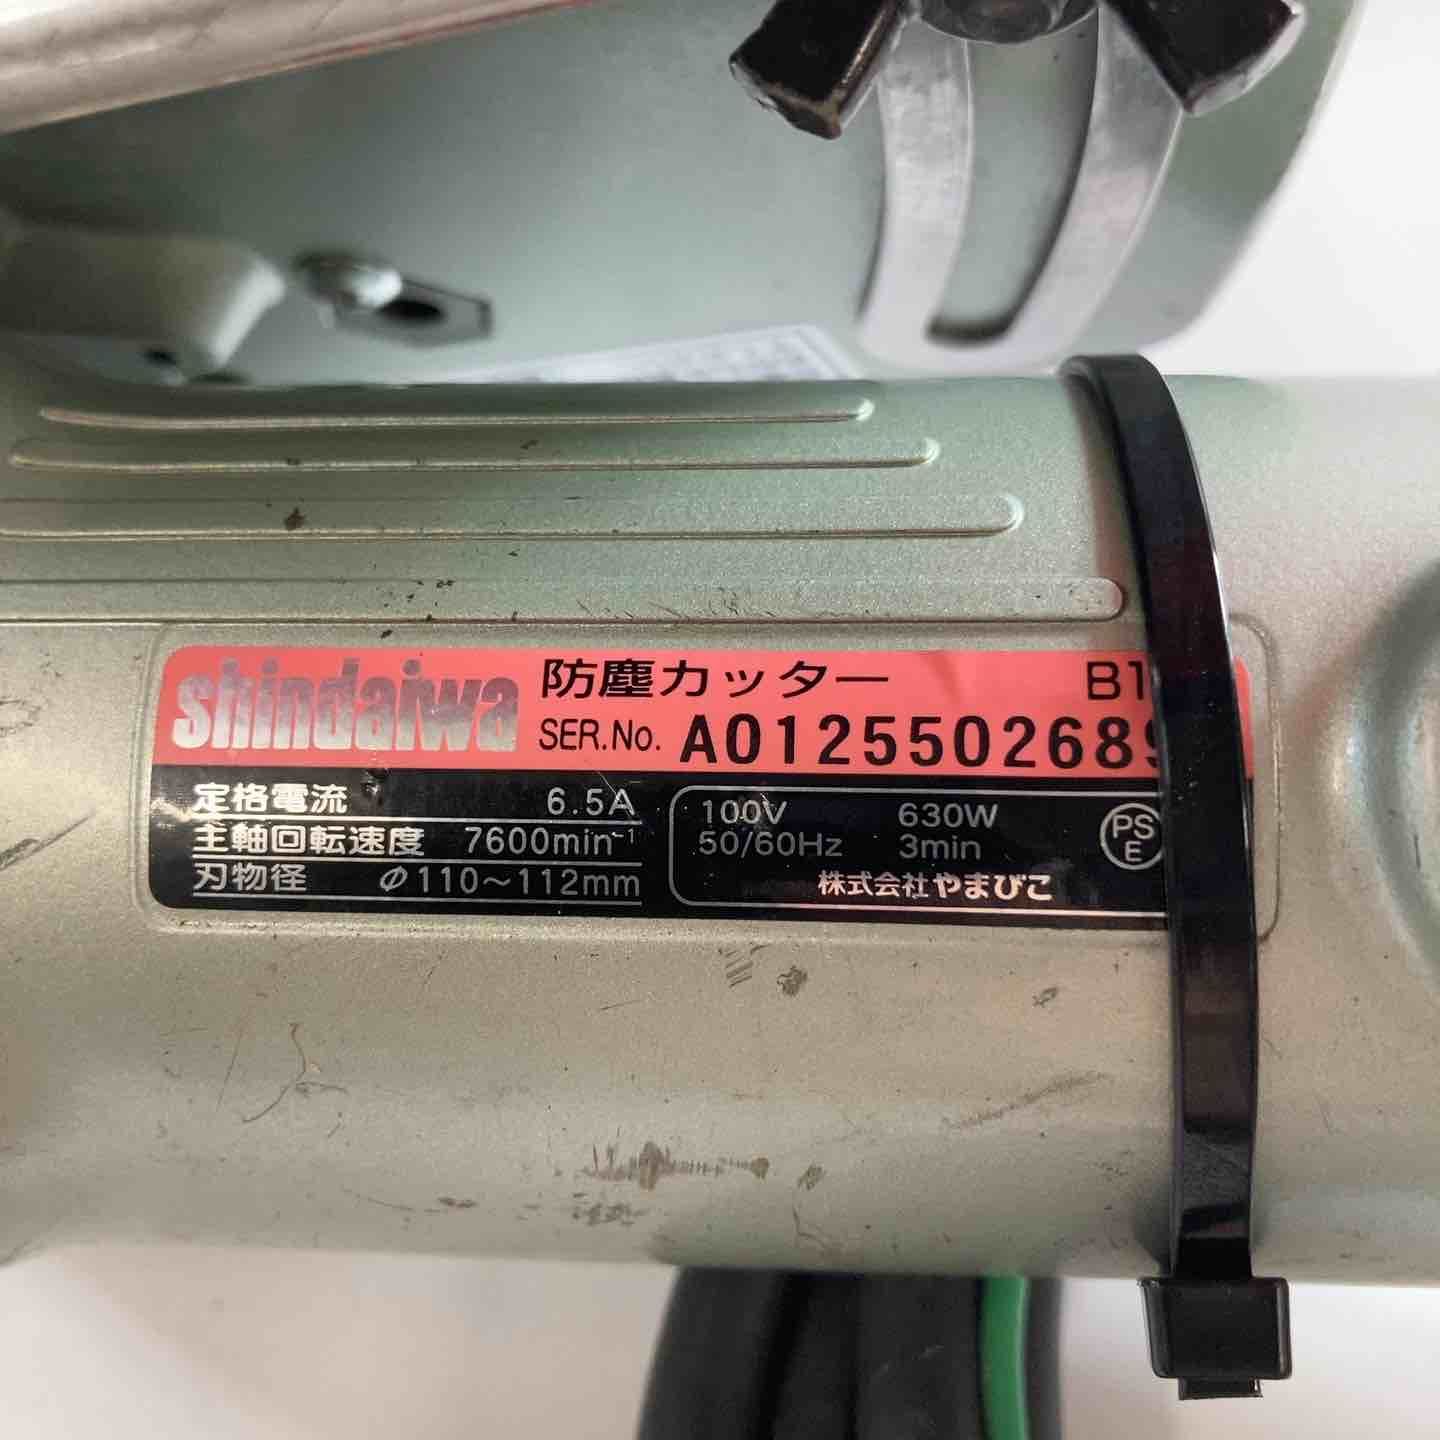 shindaiwa 防塵カッター B1
SER.No. A0125502689
定格電流 6.5A
主軸回転速度 7600min-1
刃物径 φ110～112mm
100V 630W
50/60Hz 3min
PSE
株式会社やまびこ